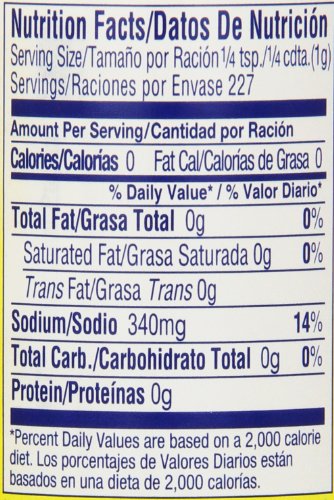 Nutrition Facts/Datos De Nutrición
Serving Size/Tamaño por Ración 1/4 tsp./1/4 cdta.(1g)
Servings/Raciones por Envase 227
Amount Per Serving/Cantidad por Ración
Calories/Calorías 0 Fat Cal/Calorías de Grasa 0
% Daily Value* / % Valor Diario*
Total Fat/Grasa Total 0g 0%
Saturated Fat/Grasa Saturada 0g 0%
Trans Fat/Grasa Trans 0g
Sodium/Sodio 340mg 14%
Total Carb./Carbohidrato Total 0g 0%
Protein/Proteínas 0g
*Percent Daily Values are based on a 2,000 calorie
diet. Los porcentajes de Valores Diarios están
basados en una dieta de 2,000 calorías.